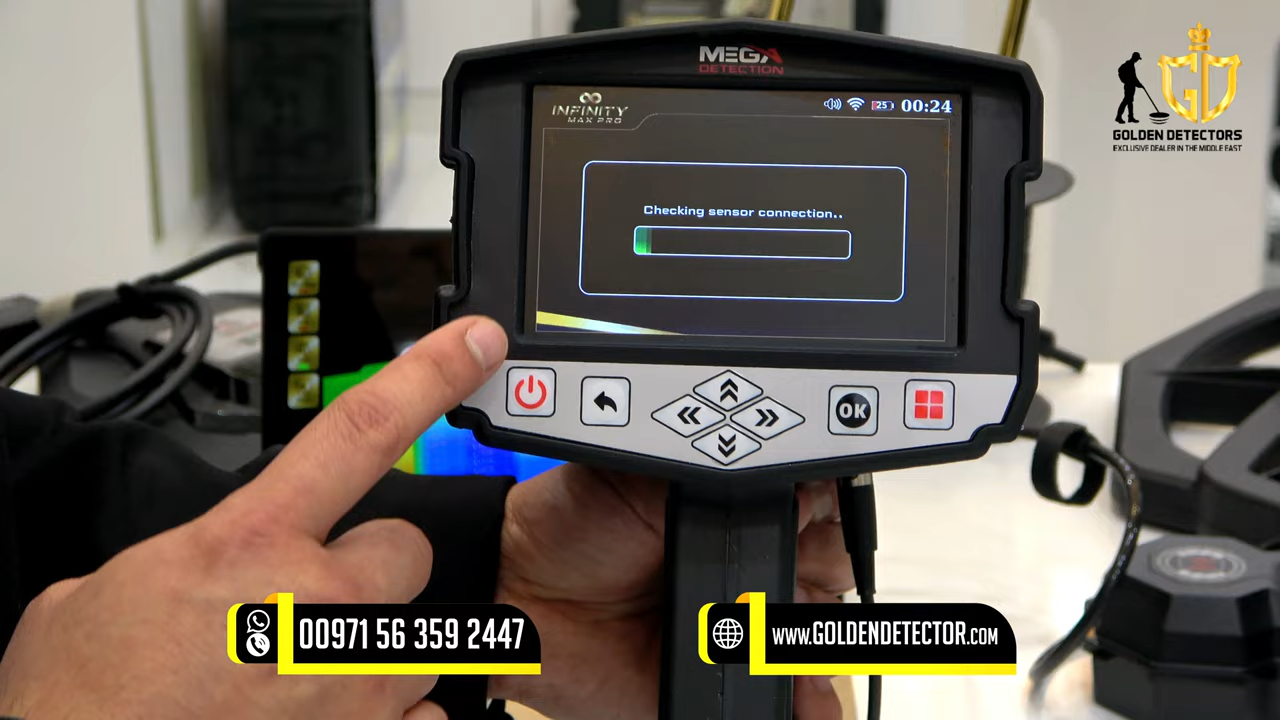 MEGA
DETECTION
INFINITY
MAX PRO
25
00:24
Checking sensor connection..
OK
GD
GOLDEN DETECTORS
EXCLUSIVE DEALER IN THE MIDDLE EAST
00971 56 359 2447
www.GOLDENDETECTOR.com